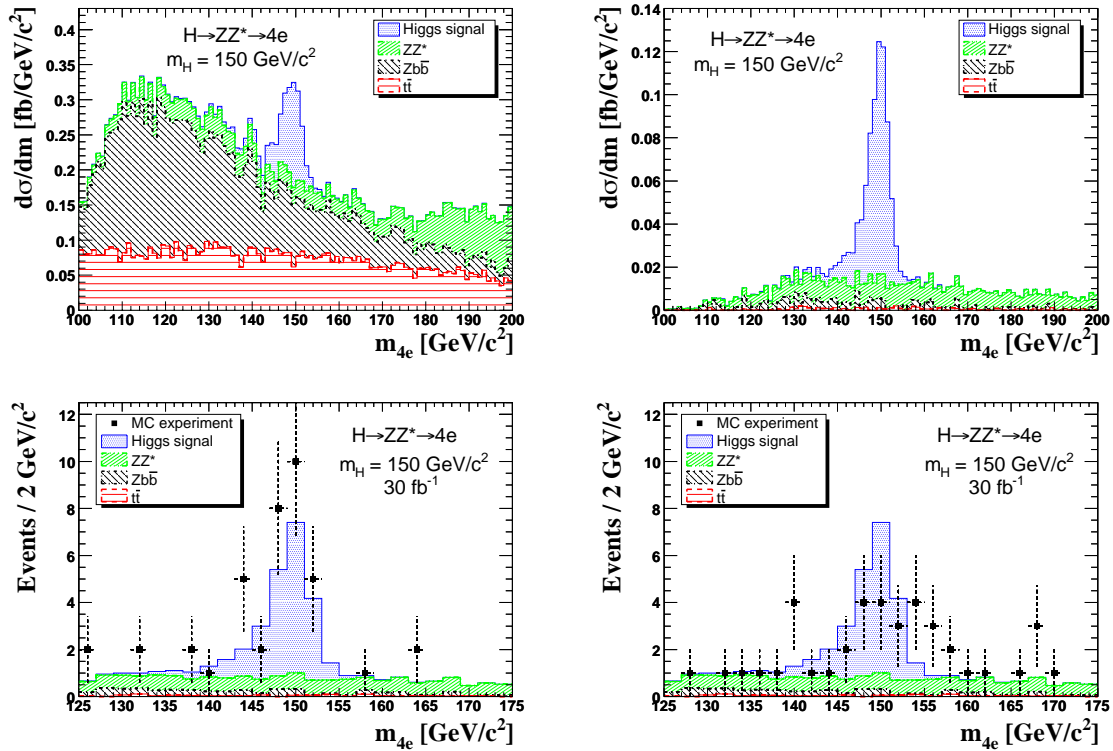 dσ/dm [fb/GeV/c²]
0.4
0.35
0.3
0.25
0.2
0.15
0.1
0.05
0
H→ZZ*→4e
m_H = 150 GeV/c²
Higgs signal
ZZ*
Zbb̄
tt̄
100 110 120 130 140 150 160 170 180 190 200
m_4e [GeV/c²]
dσ/dm [fb/GeV/c²]
0.14
0.12
0.1
0.08
0.06
0.04
0.02
0
H→ZZ*→4e
m_H = 150 GeV/c²
Higgs signal
ZZ*
Zbb̄
tt̄
100 110 120 130 140 150 160 170 180 190 200
m_4e [GeV/c²]
Events / 2 GeV/c²
12
10
8
6
4
2
0
MC experiment
Higgs signal
ZZ*
Zbb̄
tt̄
H→ZZ*→4e
m_H = 150 GeV/c²
30 fb⁻¹
125 130 135 140 145 150 155 160 165 170 175
m_4e [GeV/c²]
Events / 2 GeV/c²
12
10
8
6
4
2
0
MC experiment
Higgs signal
ZZ*
Zbb̄
tt̄
H→ZZ*→4e
m_H = 150 GeV/c²
30 fb⁻¹
125 130 135 140 145 150 155 160 165 170 175
m_4e [GeV/c²]